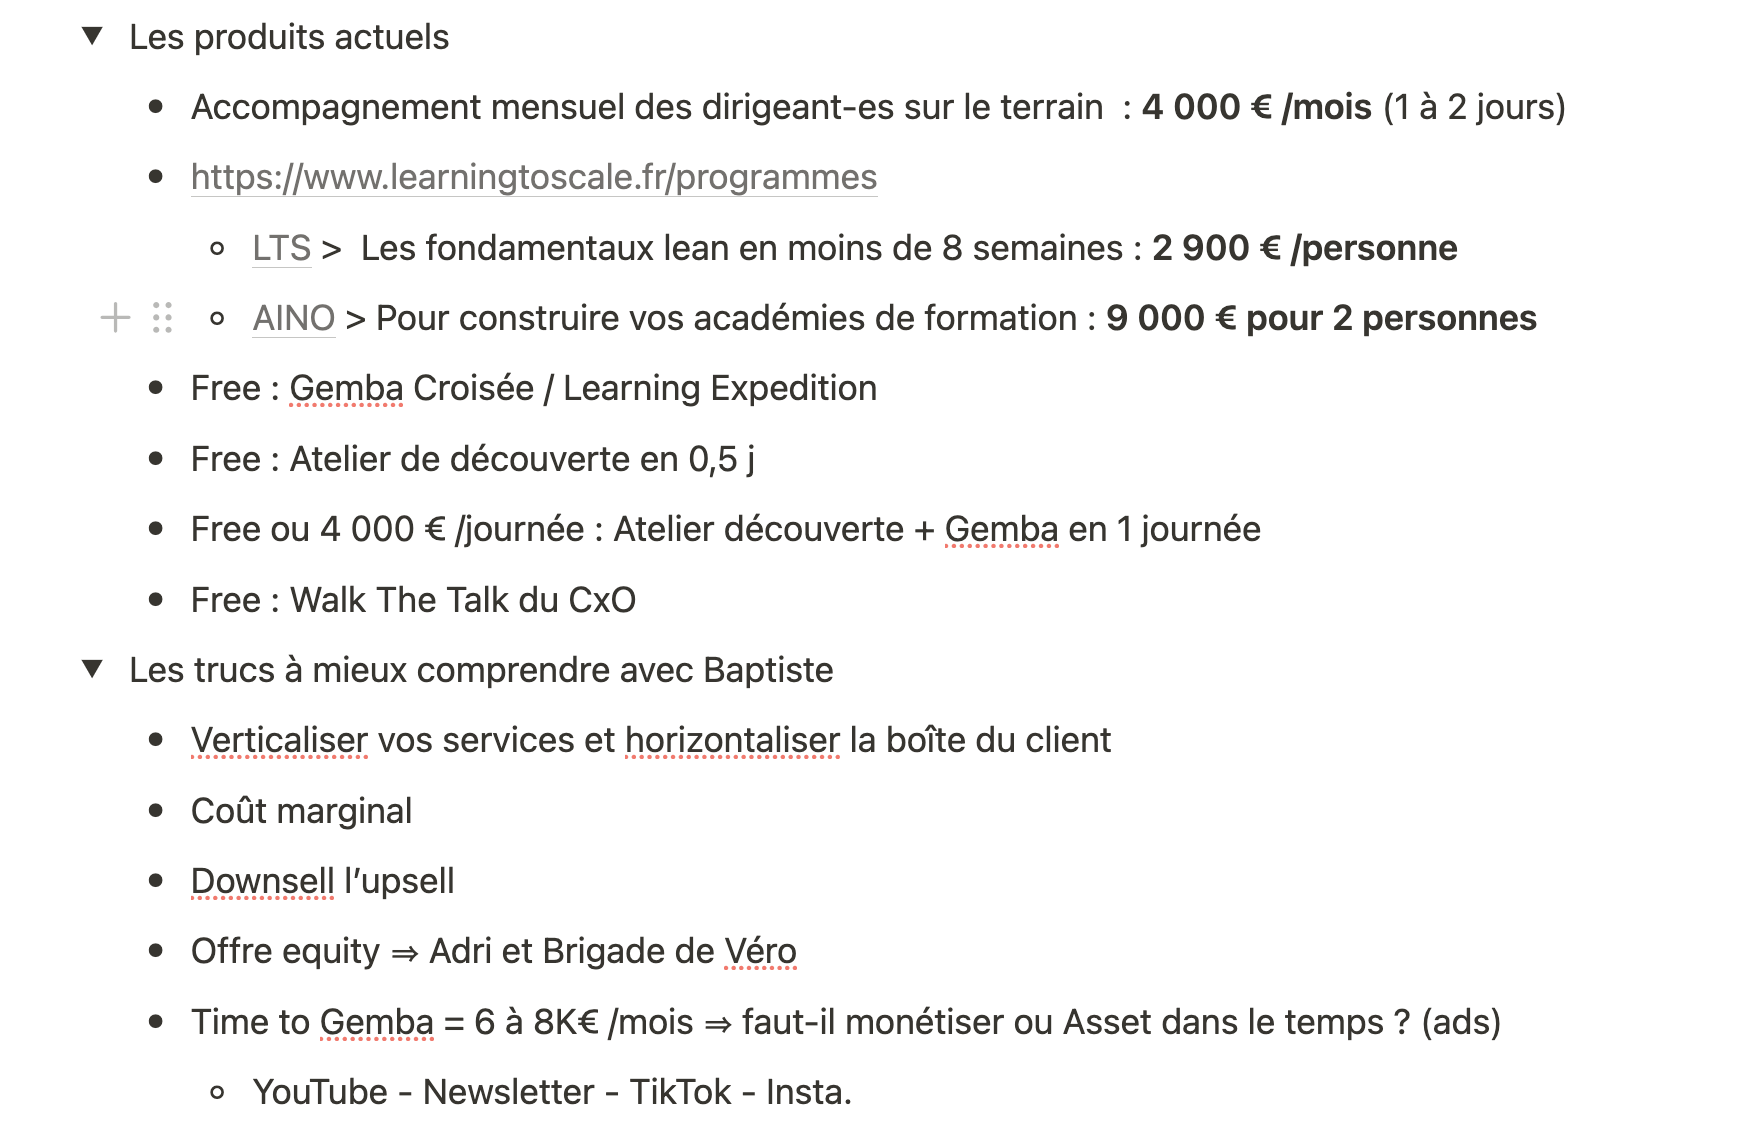 Les produits actuels
Accompagnement mensuel des dirigeant-es sur le terrain  : 4 000 € /mois (1 à 2 jours)
https://www.learningtoscale.fr/programmes
LTS >  Les fondamentaux lean en moins de 8 semaines : 2 900 € /personne
AINO > Pour construire vos académies de formation : 9 000 € pour 2 personnes
Free : Gemba Croisée / Learning Expedition
Free : Atelier de découverte en 0,5 j
Free ou 4 000 € /journée : Atelier découverte + Gemba en 1 journée
Free : Walk The Talk du CxO
Les trucs à mieux comprendre avec Baptiste
Verticaliser vos services et horizontaliser la boîte du client
Coût marginal
Downsell l’upsell
Offre equity ⇒ Adri et Brigade de Véro
Time to Gemba = 6 à 8K€ /mois ⇒ faut-il monétiser ou Asset dans le temps ? (ads)
YouTube - Newsletter - TikTok - Insta.